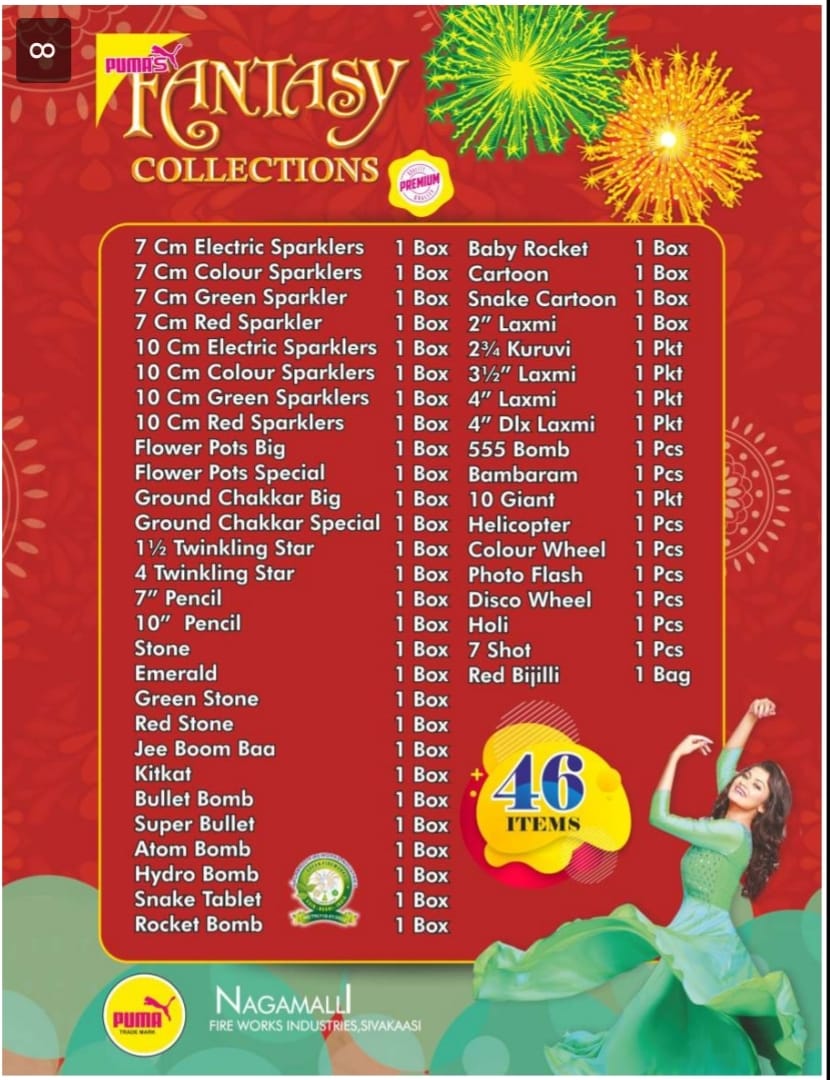 PUMA'S
FANTASY
COLLECTIONS
QUALITY
PREMIUM
QUALITY
7 Cm Electric Sparklers 1 Box
7 Cm Colour Sparklers 1 Box
7 Cm Green Sparkler 1 Box
7 Cm Red Sparkler 1 Box
10 Cm Electric Sparklers 1 Box
10 Cm Colour Sparklers 1 Box
10 Cm Green Sparklers 1 Box
10 Cm Red Sparklers 1 Box
Flower Pots Big 1 Box
Flower Pots Special 1 Box
Ground Chakkar Big 1 Box
Ground Chakkar Special 1 Box
1½ Twinkling Star 1 Box
4 Twinkling Star 1 Box
7” Pencil 1 Box
10” Pencil 1 Box
Stone 1 Box
Emerald 1 Box
Green Stone 1 Box
Red Stone 1 Box
Jee Boom Baa 1 Box
Kitkat 1 Box
Bullet Bomb 1 Box
Super Bullet 1 Box
Atom Bomb 1 Box
Hydro Bomb 1 Box
Snake Tablet 1 Box
Rocket Bomb 1 Box
Baby Rocket 1 Box
Cartoon 1 Box
Snake Cartoon 1 Box
2” Laxmi 1 Box
2¾ Kuruvi 1 Pkt
3½” Laxmi 1 Pkt
4” Laxmi 1 Pkt
4” Dlx Laxmi 1 Pkt
555 Bomb 1 Pcs
Bambaram 1 Pcs
10 Giant 1 Pkt
Helicopter 1 Pcs
Colour Wheel 1 Pcs
Photo Flash 1 Pcs
Disco Wheel 1 Pcs
Holi 1 Pcs
7 Shot 1 Pcs
Red Bijilli 1 Bag
46
ITEMS
PUMA
TRADE MARK
NAGAMALLI
FIRE WORKS INDUSTRIES,SIVAKAASI